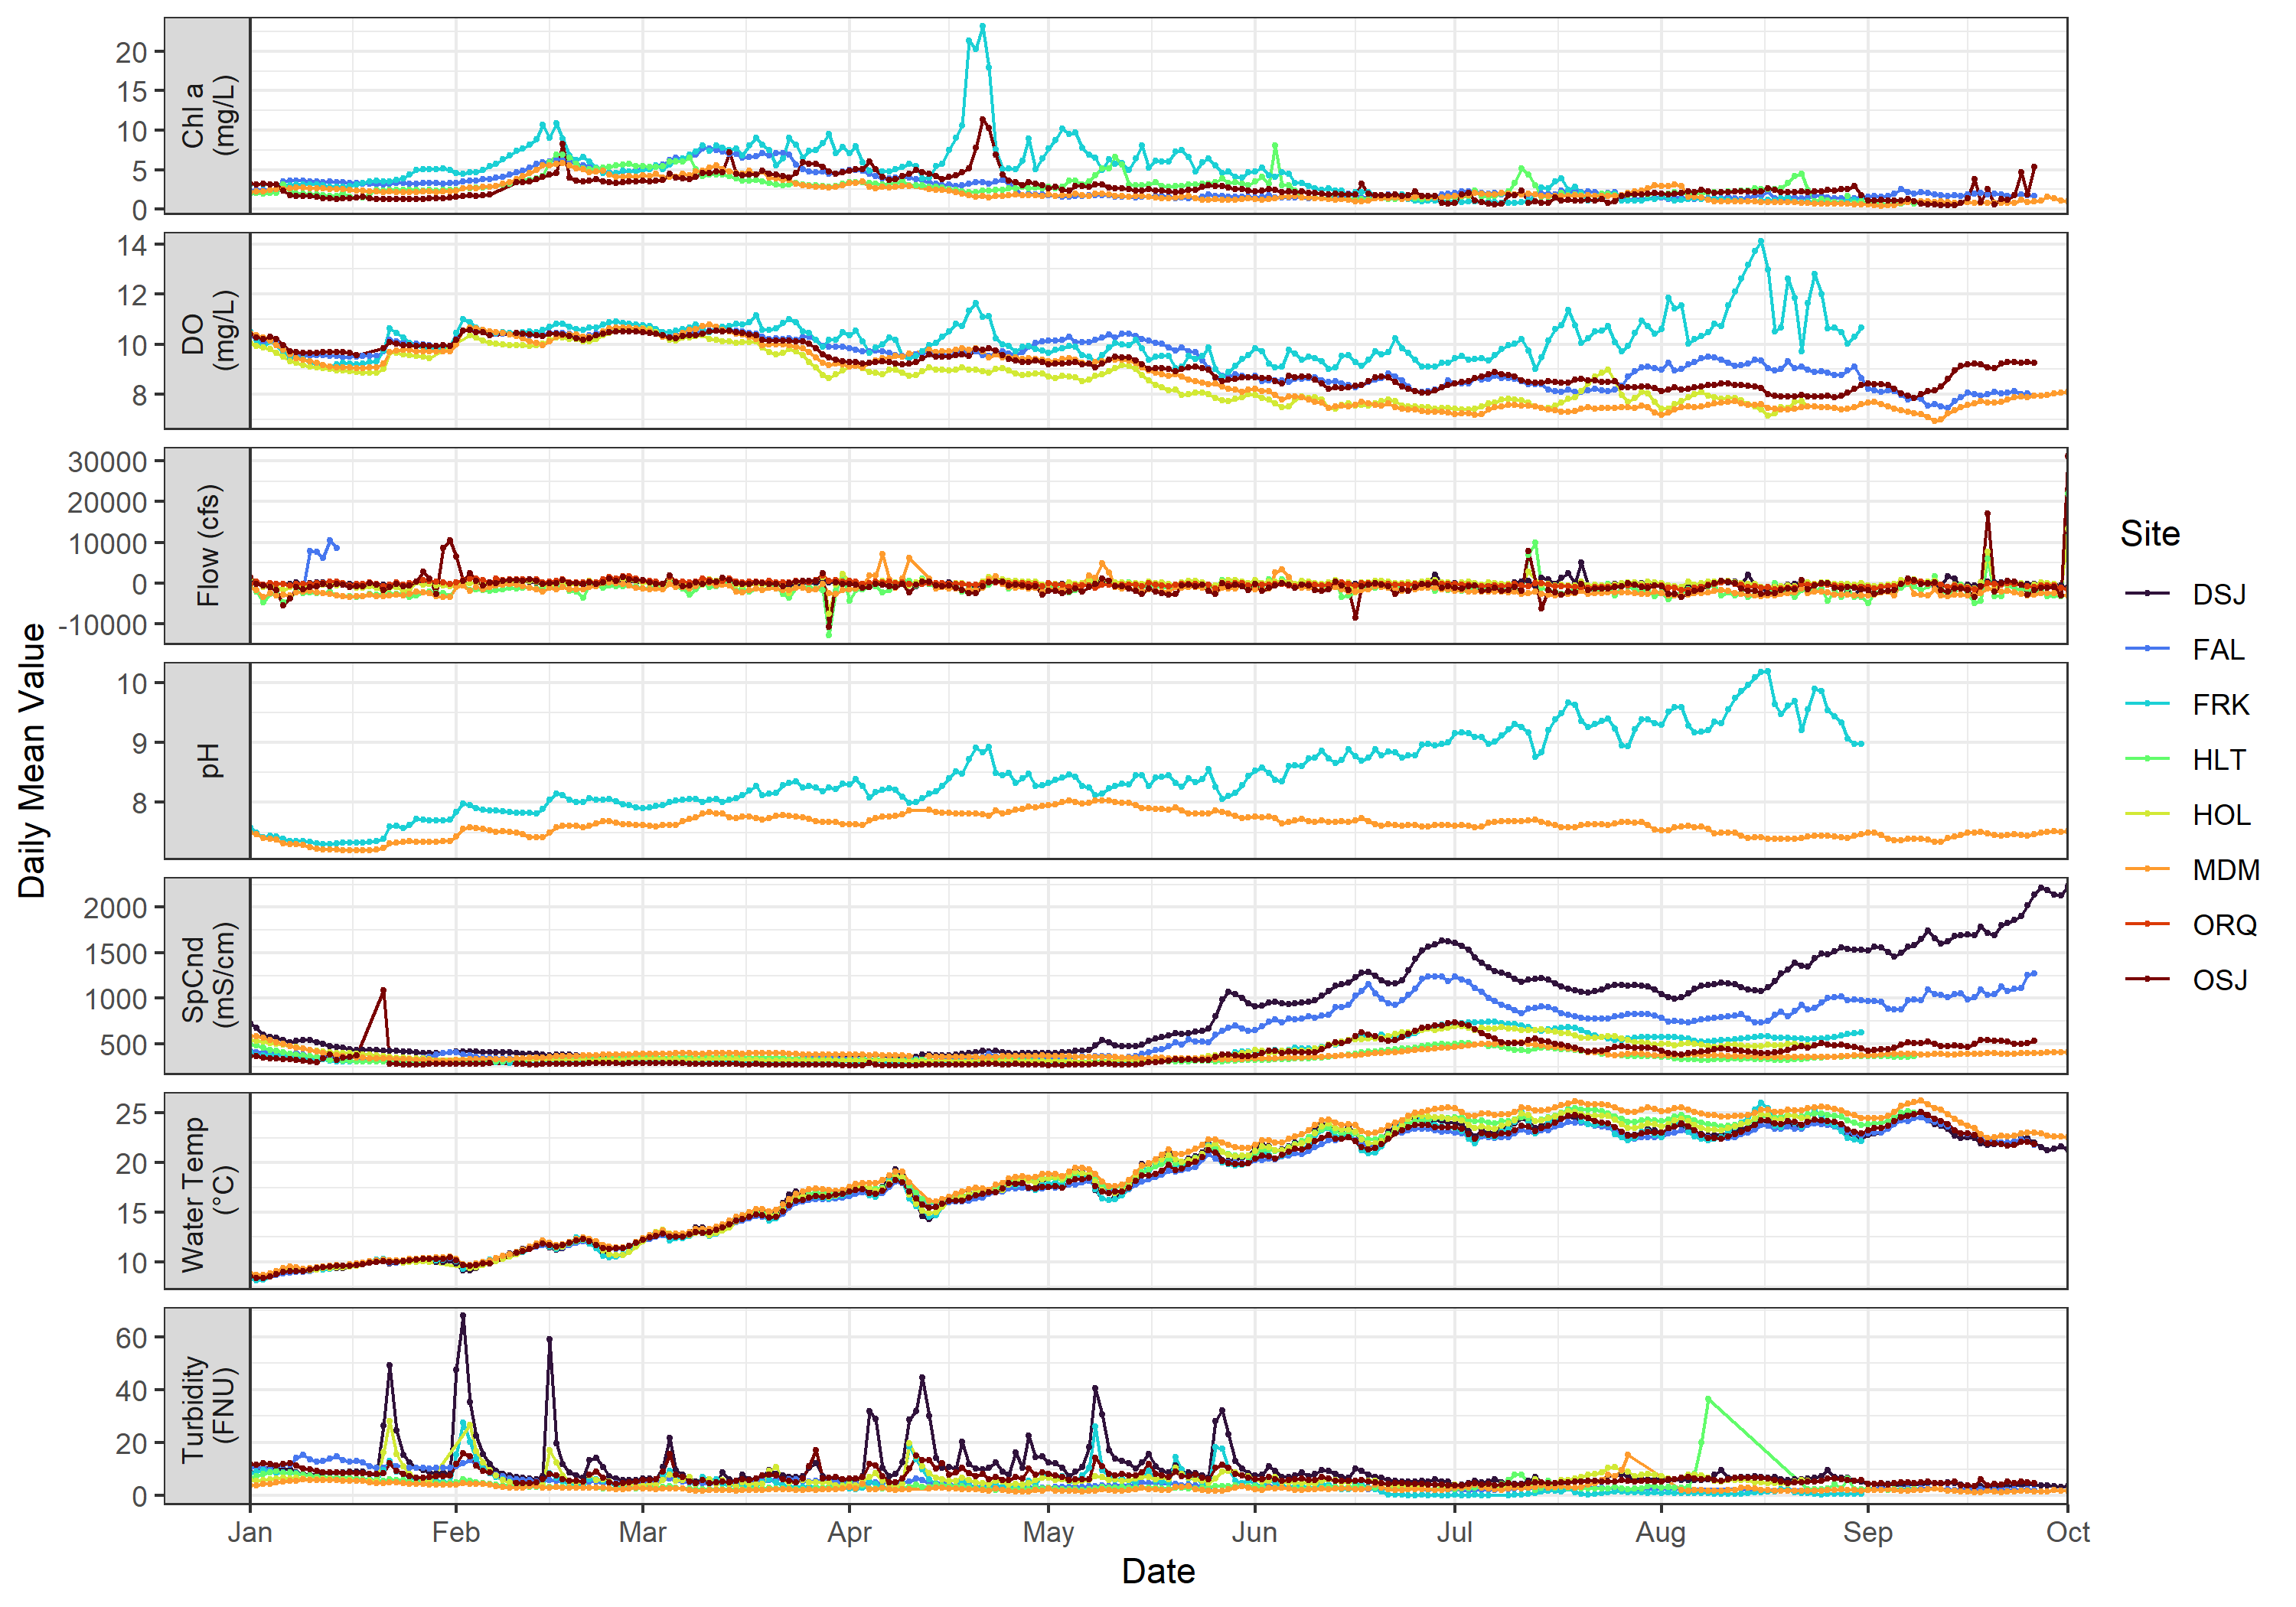 Daily Mean Value
Chl a
(mg/L)
20
15
10
5
0
DO
(mg/L)
14
12
10
8
Flow (cfs)
30000
20000
10000
0
-10000
pH
10
9
8
SpCnd
(mS/cm)
2000
1500
1000
500
Water Temp
(°C)
25
20
15
10
Turbidity
(FNU)
60
40
20
0
Jan Feb Mar Apr May Jun Jul Aug Sep Oct
Date
Site
DSJ
FAL
FRK
HLT
HOL
MDM
ORQ
OSJ